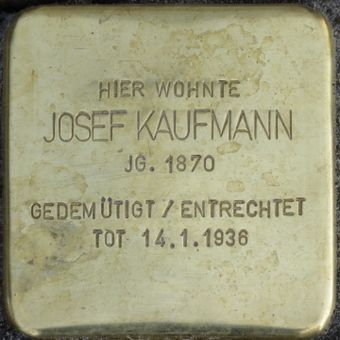 HIER WOHNTE
JOSEF KAUFMANN
JG. 1870
GEDEMÜTIGT / ENTRECHTET
TOT 14.1.1936